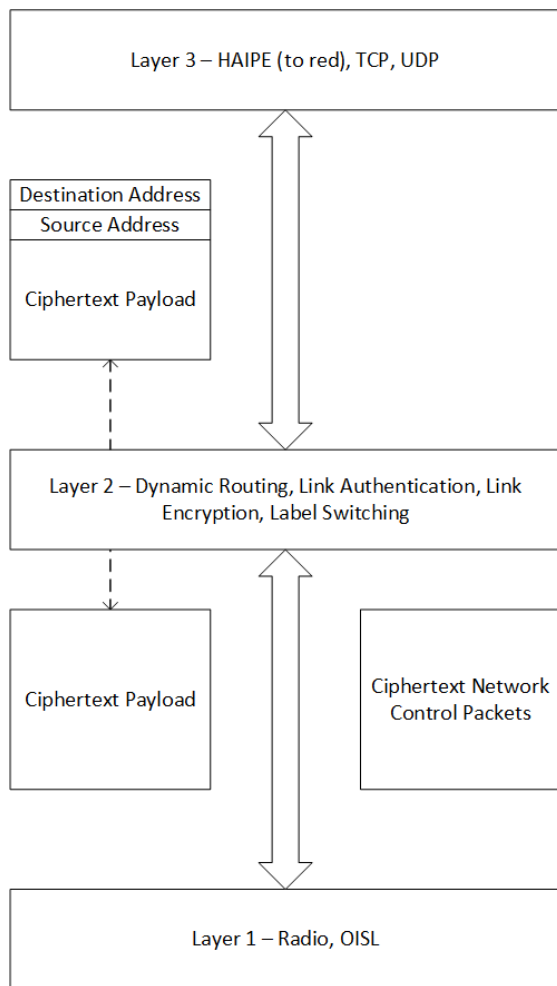 Layer 3 – HAIPE (to red), TCP, UDP
Destination Address
Source Address
Ciphertext Payload
Layer 2 – Dynamic Routing, Link Authentication, Link
Encryption, Label Switching
Ciphertext Payload
Ciphertext Network
Control Packets
Layer 1 – Radio, OISL